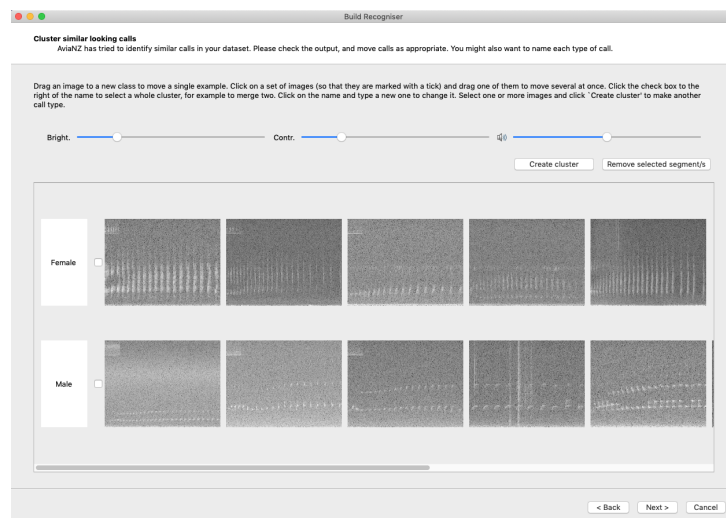 Build Recogniser
Cluster similar looking calls
AviaNZ has tried to identify similar calls in your dataset. Please check the output, and move calls as appropriate. You might also want to name each type of call.
Drag an image to a new class to move a single example. Click on a set of images (so that they are marked with a tick) and drag one of them to move several at once. Click the check box to the
right of the name to select a whole cluster, for example to merge two. Click on the name and type a new one to change it. Select one or more images and click `Create cluster' to make another
call type.
Bright. Contr.
Create cluster Remove selected segment/s
Female
Male
< Back Next > Cancel